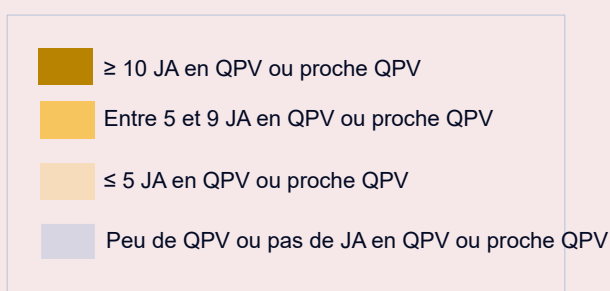 ≥ 10 JA en QPV ou proche QPV
Entre 5 et 9 JA en QPV ou proche QPV
≤ 5 JA en QPV ou proche QPV
Peu de QPV ou pas de JA en QPV ou proche QPV